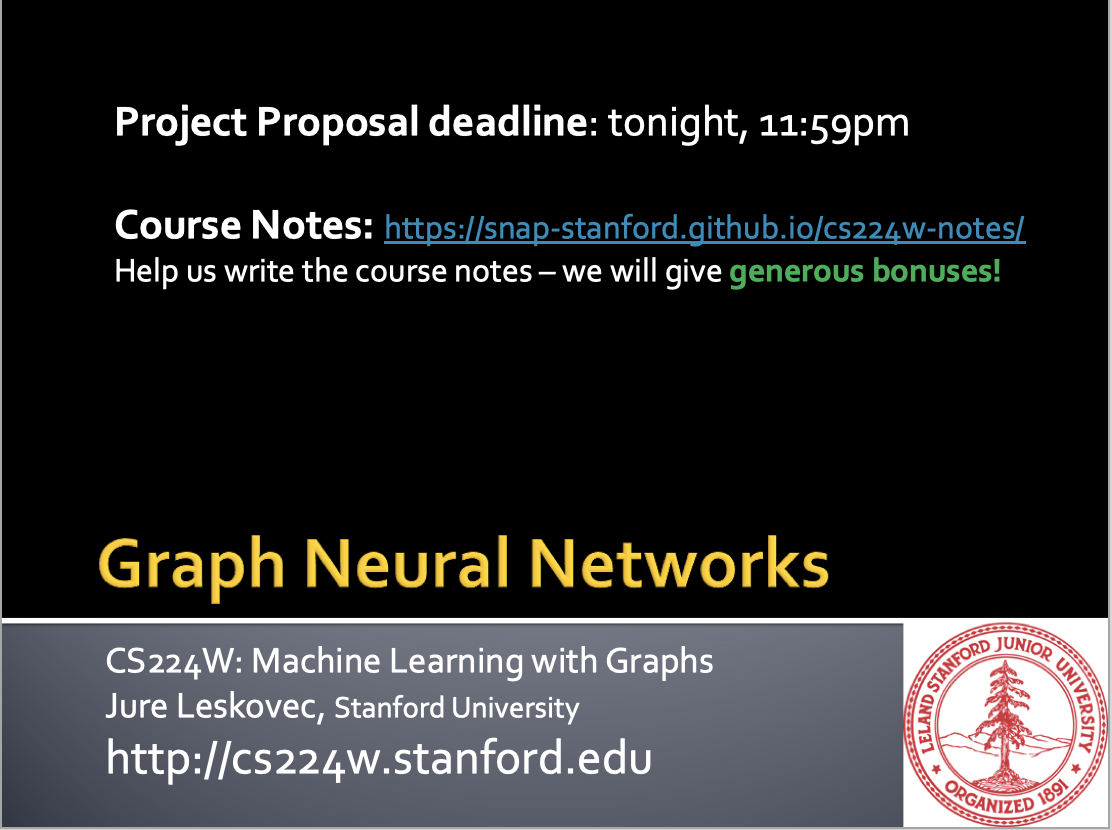 Project Proposal deadline: tonight, 11:59pm
Course Notes: https://snap-stanford.github.io/cs224w-notes/
Help us write the course notes – we will give generous bonuses!
Graph Neural Networks
CS224W: Machine Learning with Graphs
Jure Leskovec, Stanford University
http://cs224w.stanford.edu
LELAND STANFORD JUNIOR UNIVERSITY
ORGANIZED 1891